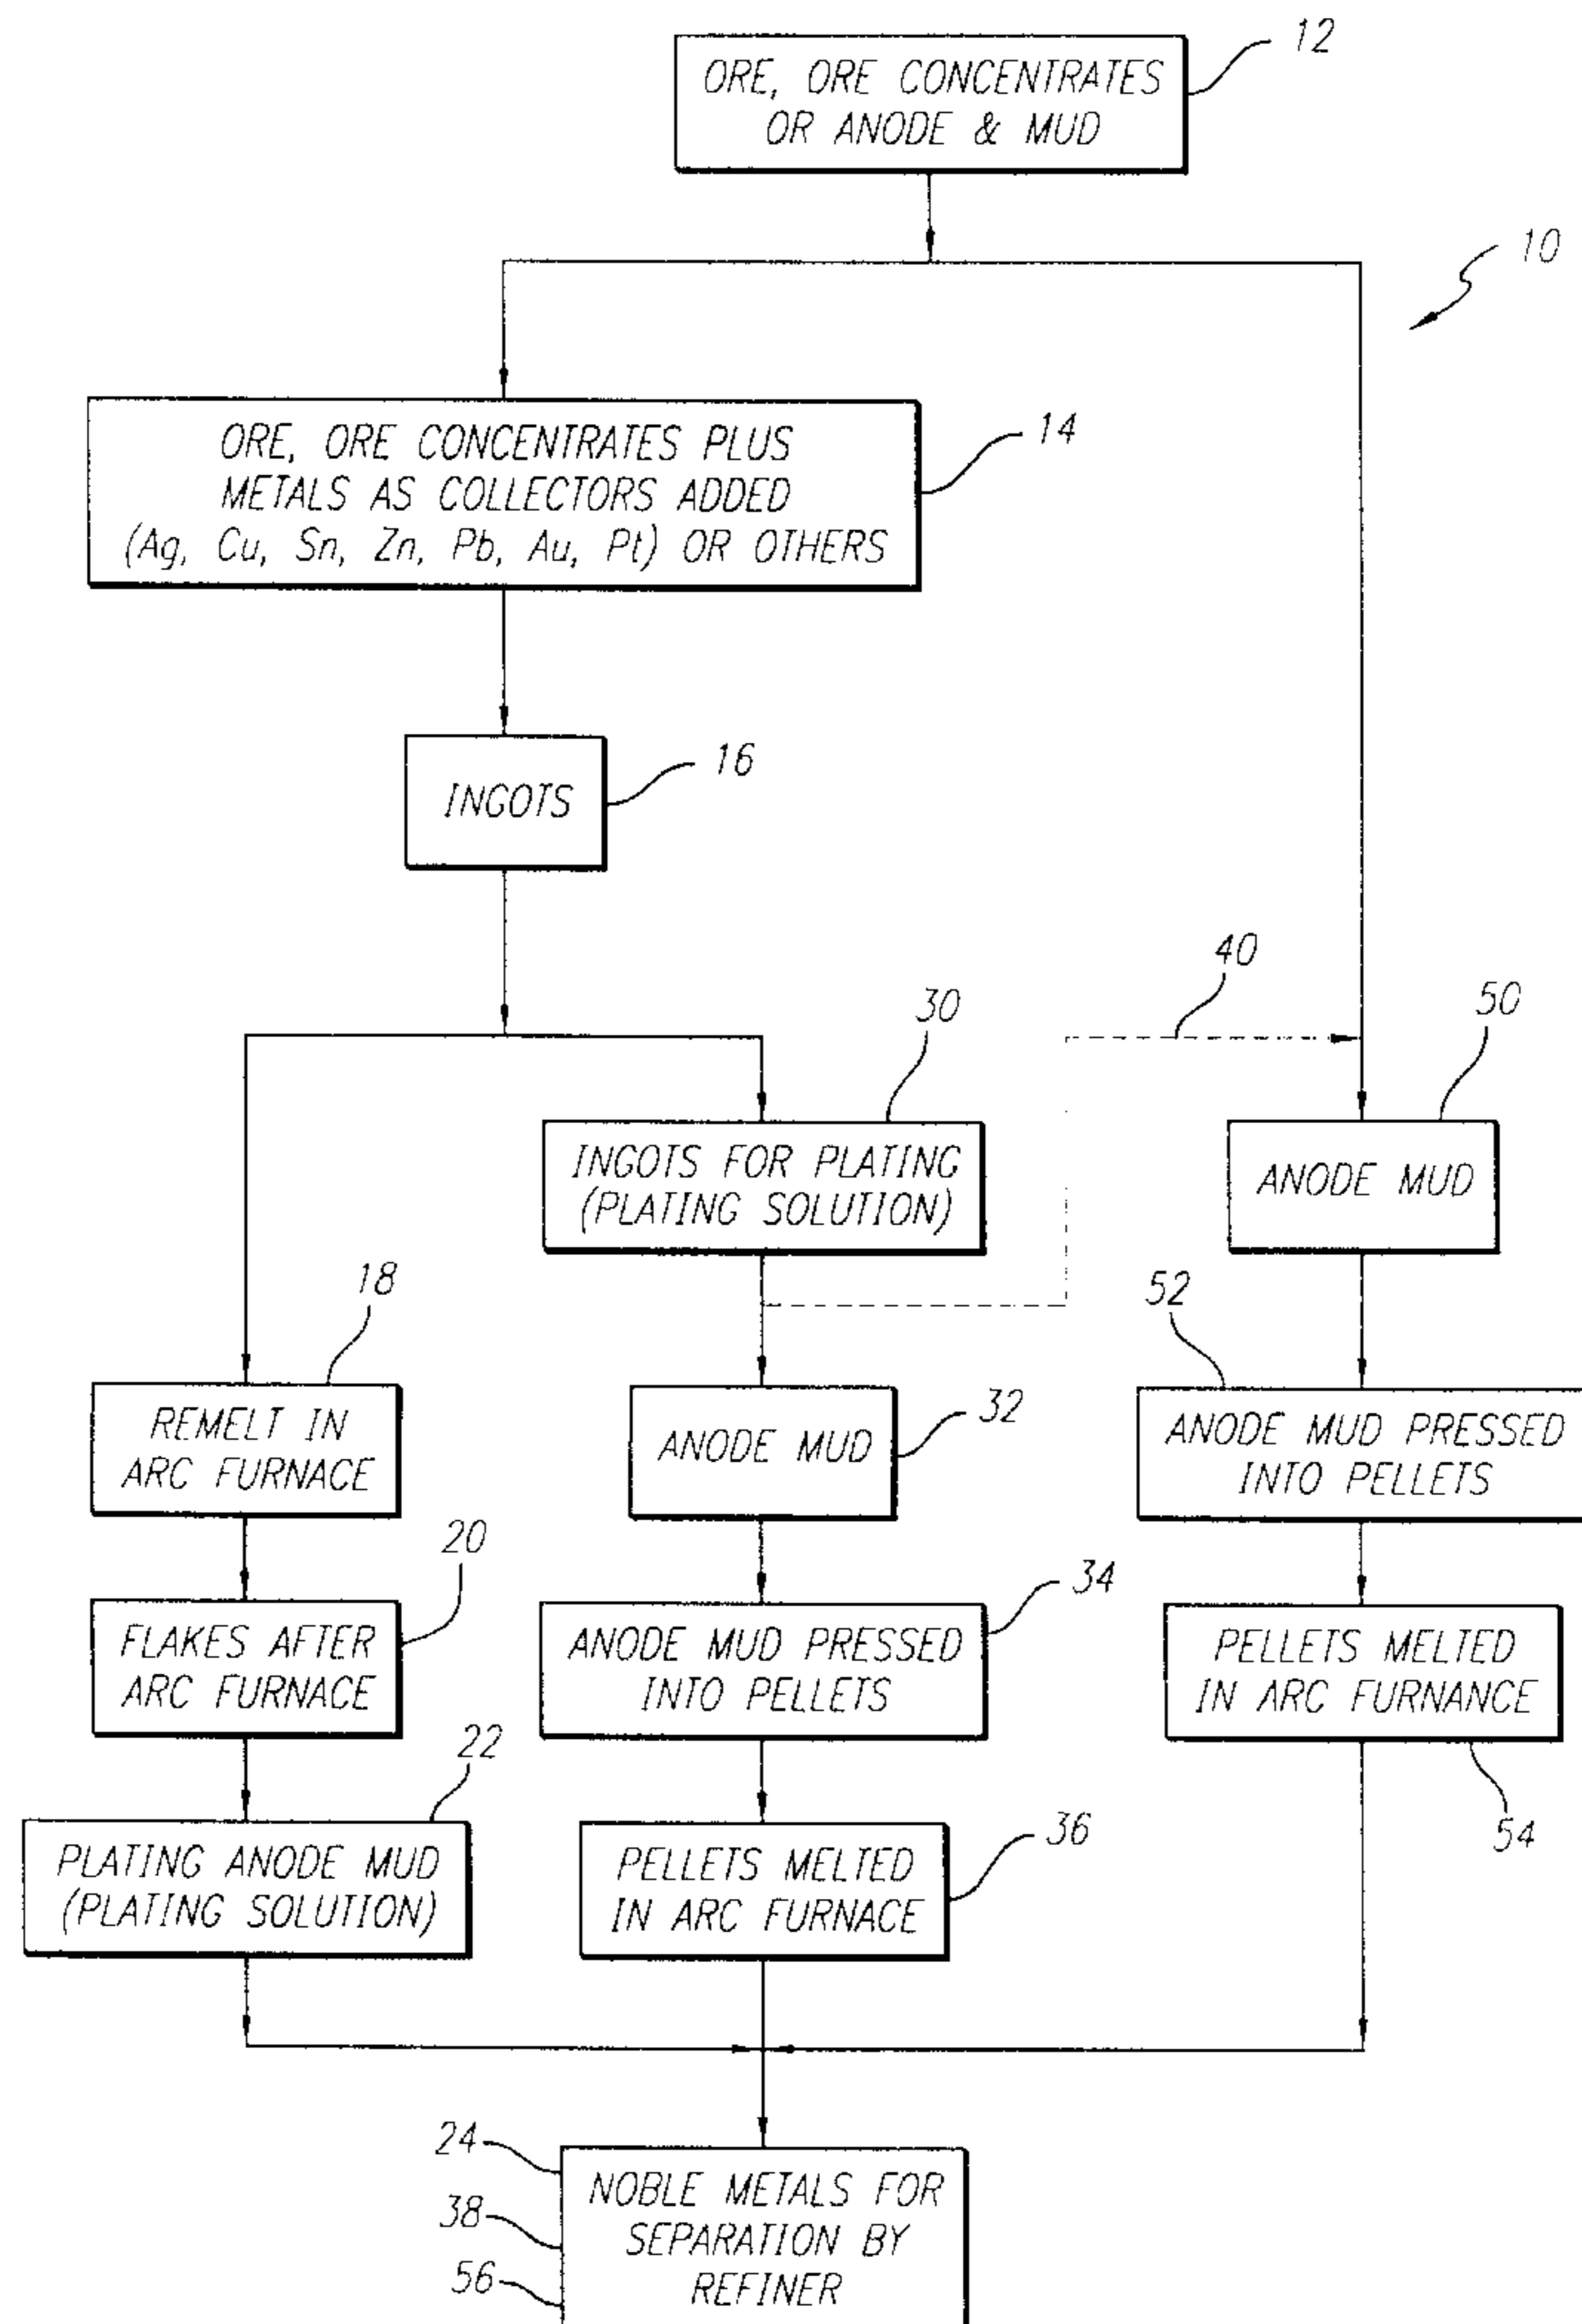 12
ORE, ORE CONCENTRATES
OR ANODE & MUD
10
ORE, ORE CONCENTRATES PLUS
METALS AS COLLECTORS ADDED
(Ag, Cu, Sn, Zn, Pb, Au, Pt) OR OTHERS
14
INGOTS
16
40
30
50
INGOTS FOR PLATING
(PLATING SOLUTION)
ANODE MUD
18
52
REMELT IN
ARC FURNACE
ANODE MUD
32
ANODE MUD PRESSED
INTO PELLETS
20
34
FLAKES AFTER
ARC FURNACE
ANODE MUD PRESSED
INTO PELLETS
PELLETS MELTED
IN ARC FURNANCE
22
54
PLATING ANODE MUD
(PLATING SOLUTION)
PELLETS MELTED
IN ARC FURNACE
36
24
38
56
NOBLE METALS FOR
SEPARATION BY
REFINER